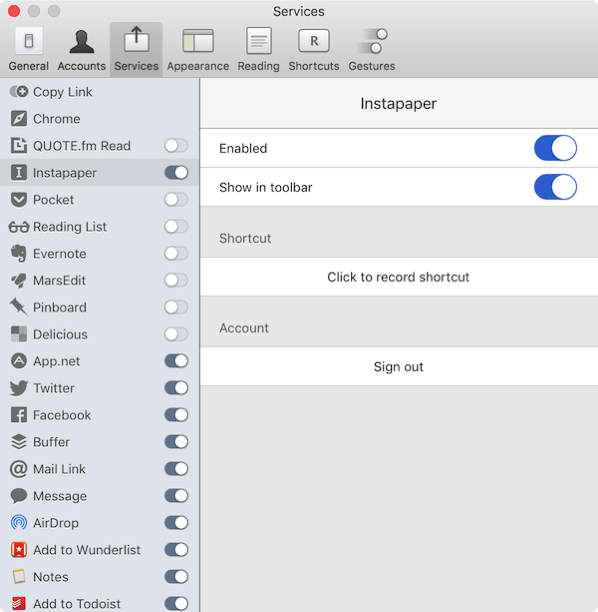 Services
General Accounts Services Appearance Reading Shortcuts Gestures
R
Copy Link
Chrome
QUOTE.fm Read
Instapaper
Pocket
Reading List
Evernote
MarsEdit
Pinboard
Delicious
App.net
Twitter
Facebook
Buffer
Mail Link
Message
AirDrop
Add to Wunderlist
Notes
Add to Todoist
Instapaper
Enabled
Show in toolbar
Shortcut
Click to record shortcut
Account
Sign out